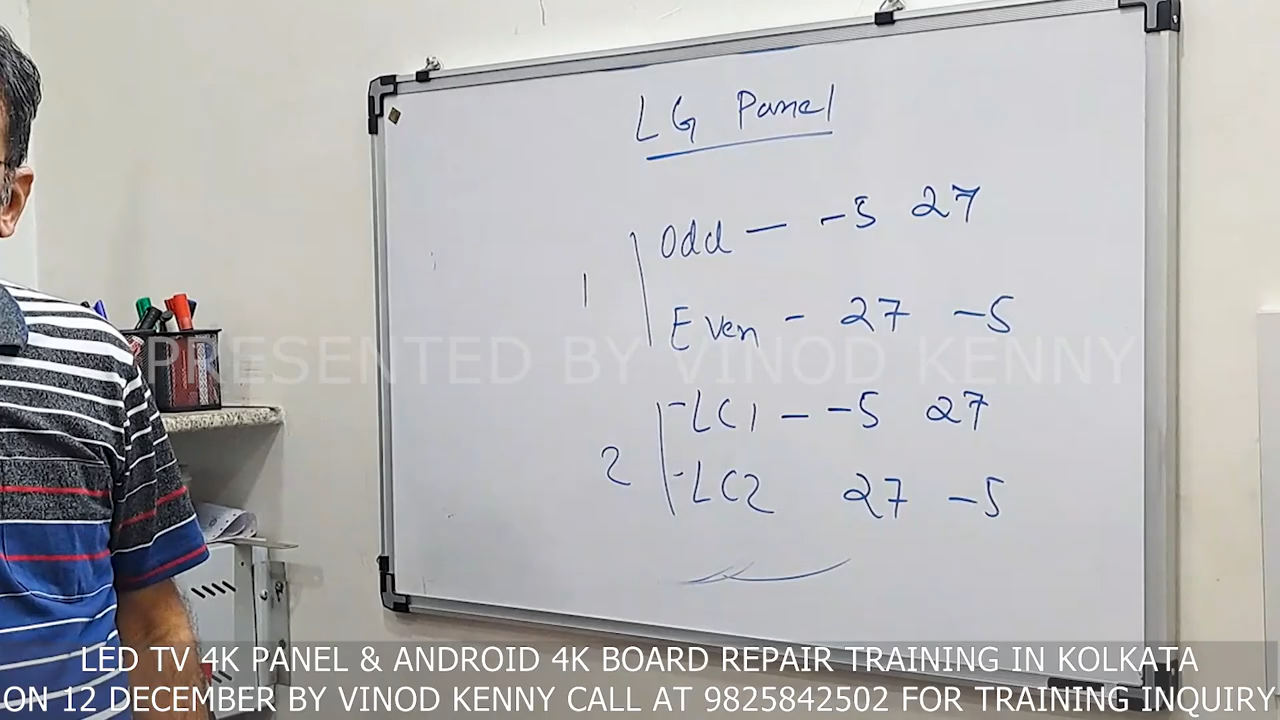 LG Panel
Odd — -5 27
1
Even - 27 -5
PRESENTED BY VINOD KENNY
-LC1 — -5 27
2
-LC2 27 -5
LED TV 4K PANEL & ANDROID 4K BOARD REPAIR TRAINING IN KOLKATA
ON 12 DECEMBER BY VINOD KENNY CALL AT 9825842502 FOR TRAINING INQUIRY